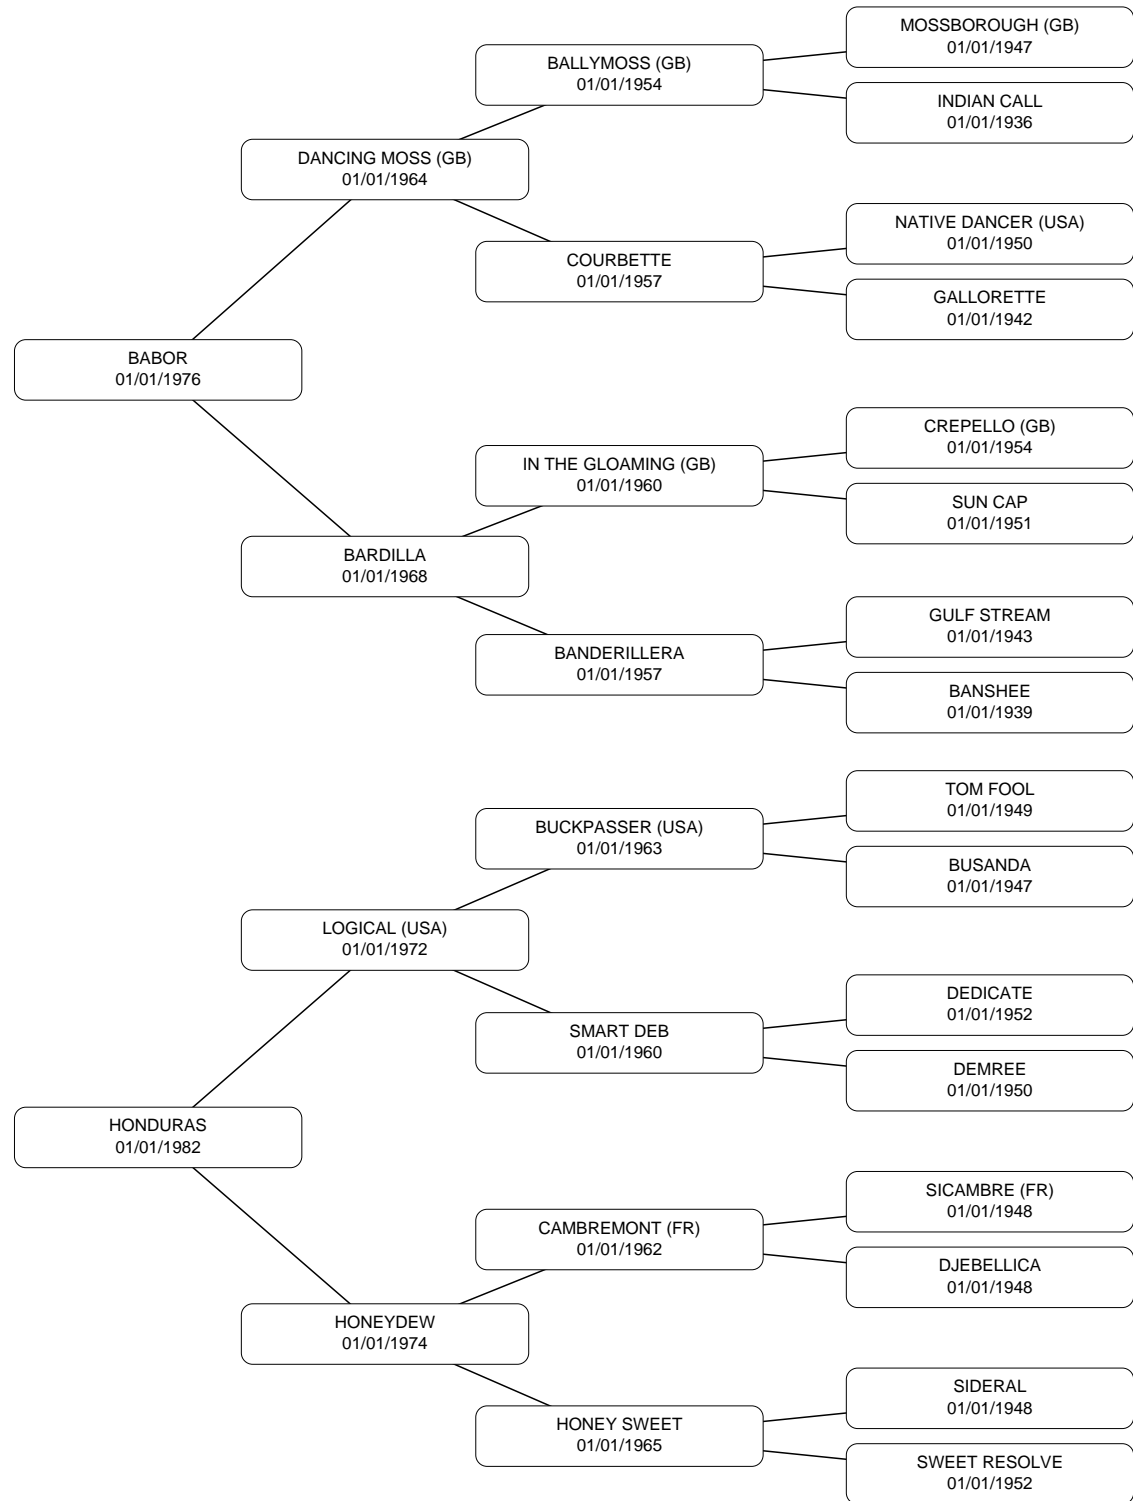 MOSSBOROUGH (GB)
01/01/1947
BALLYMOSS (GB)
01/01/1954
INDIAN CALL
01/01/1936
DANCING MOSS (GB)
01/01/1964
NATIVE DANCER (USA)
01/01/1950
COURBETTE
01/01/1957
GALLORETTE
01/01/1942
BABOR
01/01/1976
CREPELLO (GB)
01/01/1954
IN THE GLOAMING (GB)
01/01/1960
SUN CAP
01/01/1951
BARDILLA
01/01/1968
GULF STREAM
01/01/1943
BANDERILLERA
01/01/1957
BANSHEE
01/01/1939
TOM FOOL
01/01/1949
BUCKPASSER (USA)
01/01/1963
BUSANDA
01/01/1947
LOGICAL (USA)
01/01/1972
DEDICATE
01/01/1952
SMART DEB
01/01/1960
DEMREE
01/01/1950
HONDURAS
01/01/1982
SICAMBRE (FR)
01/01/1948
CAMBREMONT (FR)
01/01/1962
DJEBELLICA
01/01/1948
HONEYDEW
01/01/1974
SIDERAL
01/01/1948
HONEY SWEET
01/01/1965
SWEET RESOLVE
01/01/1952